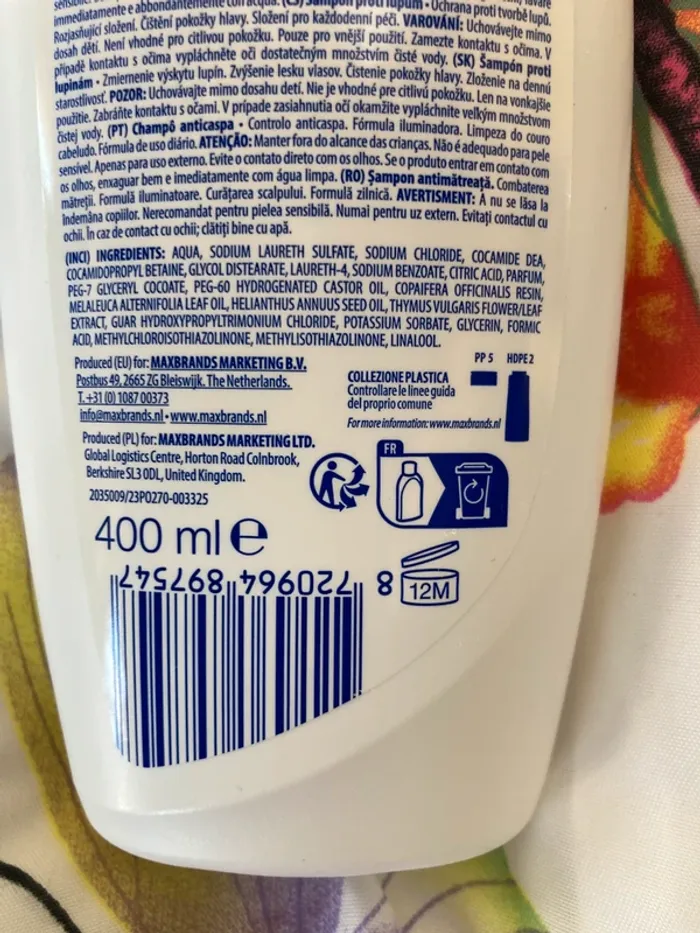 immediatamente e abbondantemente con acqua. (CS) Šampon proti lupům • Ochrana proti tvorbě lupů.
Rozjasňující složení. Čištění pokožky hlavy. Složení pro každodenní péči. VAROVÁNÍ: Uchovávejte mimo
dosah dětí. Není vhodné pro citlivou pokožku. Pouze pro vnější použití. Zamezte kontaktu s očima. V
případě kontaktu s očima vypláchněte oči dostatečným množstvím čisté vody. (SK) Šampón proti
lupinám • Zmiernenie výskytu lupín. Zvýšenie lesku vlasov. Čistenie pokožky hlavy. Zloženie na dennú
starostlivosť. POZOR: Uchovávajte mimo dosahu detí. Nie je vhodné pre citlivú pokožku. Len na vonkajšie
použitie. Zabráňte kontaktu s očami. V prípade zasiahnutia očí okamžite vypláchnite veľkým množstvom
čistej vody. (PT) Champô anticaspa • Controlo anticaspa. Fórmula iluminadora. Limpeza do couro
cabeludo. Fórmula de uso diário. ATENÇÃO: Manter fora do alcance das crianças. Não é adequado para pele
sensível. Apenas para uso externo. Evite o contato direto com os olhos. Se o produto entrar em contato com
os olhos, enxaguar bem e imediatamente com água limpa. (RO) Șampon antimătreață. Combaterea
mătreții. Formulă iluminatoare. Curățarea scalpului. Formulă zilnică. AVERTISMENT: A nu se lăsa la
îndemâna copiilor. Nerecomandat pentru pielea sensibilă. Numai pentru uz extern. Evitați contactul cu
ochii. În caz de contact cu ochii; clătiți bine cu apă.
(INCI) INGREDIENTS: AQUA, SODIUM LAURETH SULFATE, SODIUM CHLORIDE, COCAMIDE DEA,
COCAMIDOPROPYL BETAINE, GLYCOL DISTEARATE, LAURETH-4, SODIUM BENZOATE, CITRIC ACID, PARFUM,
PEG-7 GLYCERYL COCOATE, PEG-60 HYDROGENATED CASTOR OIL, COPAIFERA OFFICINALIS RESIN,
MELALEUCA ALTERNIFOLIA LEAF OIL, HELIANTHUS ANNUUS SEED OIL, THYMUS VULGARIS FLOWER/LEAF
EXTRACT, GUAR HYDROXYPROPYLTRIMONIUM CHLORIDE, POTASSIUM SORBATE, GLYCERIN, FORMIC
ACID, METHYLCHLOROISOTHIAZOLINONE, METHYLISOTHIAZOLINONE, LINALOOL.
Produced (EU) for: MAXBRANDS MARKETING B.V.
Postbus 49, 2665 ZG Bleiswijk. The Netherlands.
T.+31 (0) 1087 00373
info@maxbrands.nl • www.maxbrands.nl
Produced (PL) for: MAXBRANDS MARKETING LTD.
Global Logistics Centre, Horton Road Colnbrook,
Berkshire SL3 0DL, United Kingdom.
2035009/23P0270-003325
PP 5 HDPE 2
COLLEZIONE PLASTICA
Controllare le linee guida
del proprio comune
For more information: www.maxbrands.nl
FR
400 ml e
8 720964 897547
12M